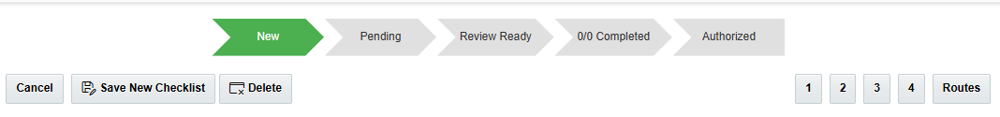 New Pending Review Ready 0/0 Completed Authorized
Cancel Save New Checklist Delete 1 2 3 4 Routes